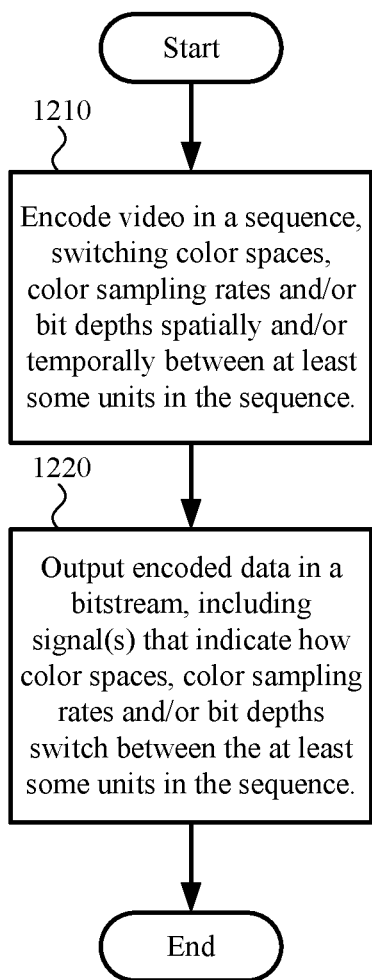 Start
1210
Encode video in a sequence,
switching color spaces,
color sampling rates and/or
bit depths spatially and/or
temporally between at least
some units in the sequence.
1220
Output encoded data in a
bitstream, including
signal(s) that indicate how
color spaces, color sampling
rates and/or bit depths
switch between the at least
some units in the sequence.
End